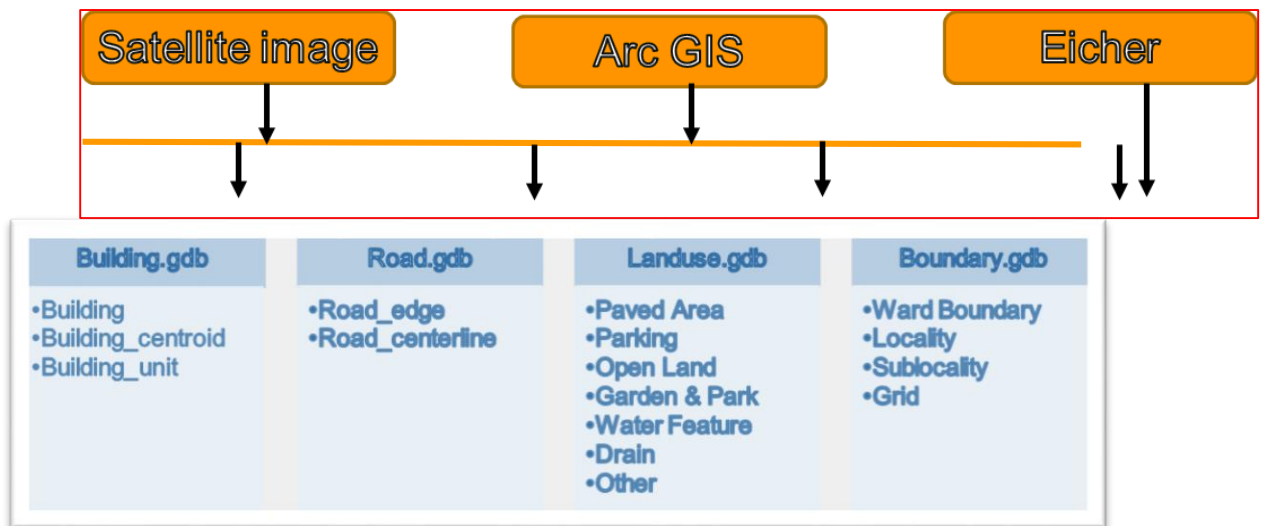 Satellite image
Arc GIS
Eicher
Building.gdb
•Building
•Building_centroid
•Building_unit
Road.gdb
•Road_edge
•Road_centerline
Landuse.gdb
•Paved Area
•Parking
•Open Land
•Garden & Park
•Water Feature
•Drain
•Other
Boundary.gdb
•Ward Boundary
•Locality
•Sublocality
•Grid